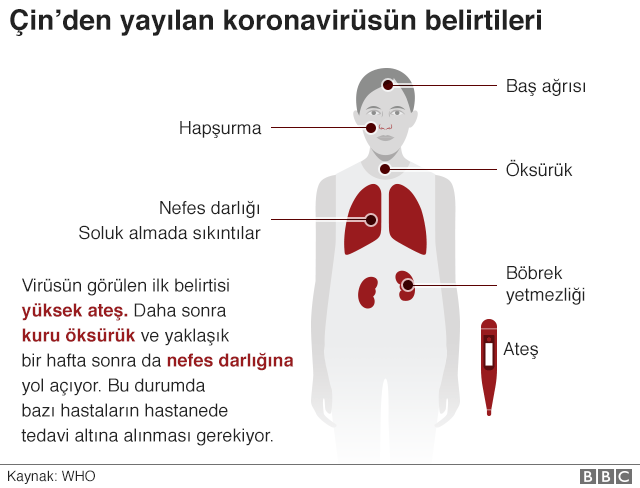 Çin’den yayılan koronavirüsün belirtileri
Baş ağrısı
Hapşurma
Öksürük
Nefes darlığı
Soluk almada sıkıntılar
Böbrek
yetmezliği
Ateş
Virüsün görülen ilk belirtisi
yüksek ateş. Daha sonra
kuru öksürük ve yaklaşık
bir hafta sonra da nefes darlığına
yol açıyor. Bu durumda
bazı hastaların hastanede
tedavi altına alınması gerekiyor.
Kaynak: WHO
BBC